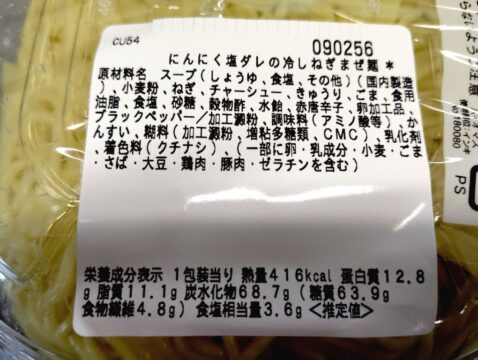 CU54
090256
にんにく塩ダレの冷しねぎまぜ麺*
原材料名 スープ(しょうゆ、食塩、その他)(国内製造
)、小麦粉、ねぎ、チャーシュー、きゅうり、ごま、食用
油脂、食塩、砂糖、穀物酢、水飴、赤唐辛子、卵加工品、
ブラックペッパー/加工澱粉、調味料(アミノ酸等)、か
んすい、糊料(加工澱粉、増粘多糖類、CMC)、乳化剤
、着色料(クチナシ)、(一部に卵・乳成分・小麦・ごま
・さば・大豆・鶏肉・豚肉・ゼラチンを含む)
栄養成分表示 1包装当り 熱量416kcal 蛋白質12.8
g 脂質11.1g 炭水化物68.7g(糖質63.9g
食物繊維4.8g) 食塩相当量3.6g <推定値>
PS